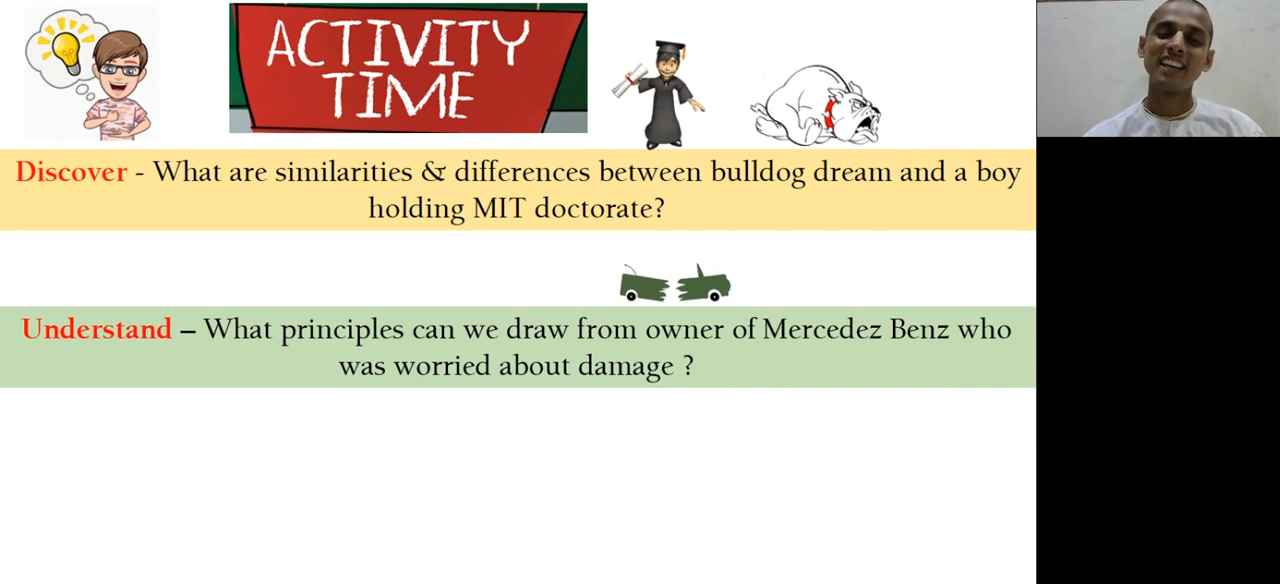 ACTIVITY
TIME
Discover - What are similarities & differences between bulldog dream and a boy
holding MIT doctorate?
Understand – What principles can we draw from owner of Mercedez Benz who
was worried about damage ?